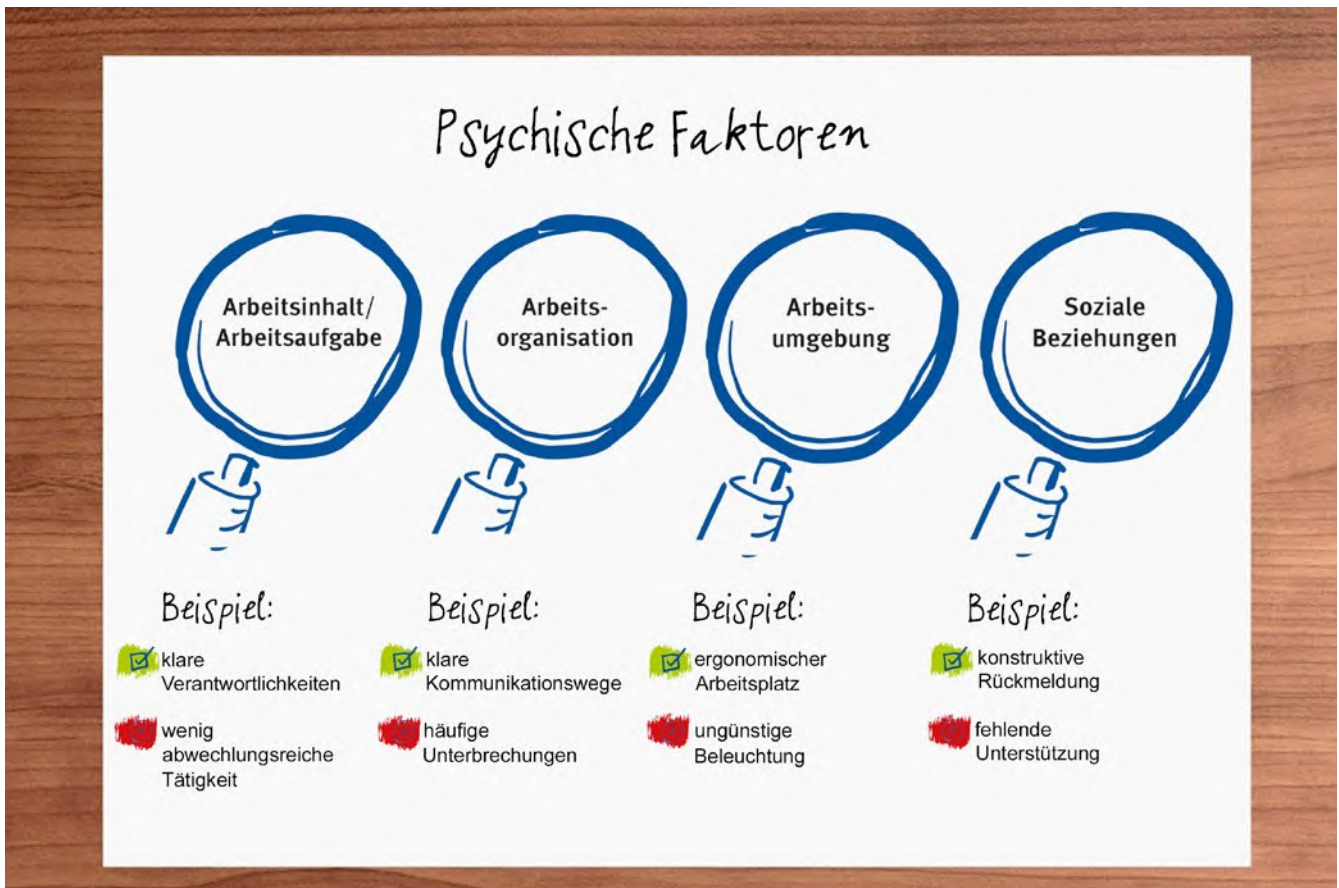 Psychische Faktoren
Arbeitsinhalt/
Arbeitsaufgabe
Arbeits-
organisation
Arbeits-
umgebung
Soziale
Beziehungen
Beispiel:
klare
Verantwortlichkeiten
wenig
abwechlungsreiche
Tätigkeit
Beispiel:
klare
Kommunikationswege
häufige
Unterbrechungen
Beispiel:
ergonomischer
Arbeitsplatz
ungünstige
Beleuchtung
Beispiel:
konstruktive
Rückmeldung
fehlende
Unterstützung